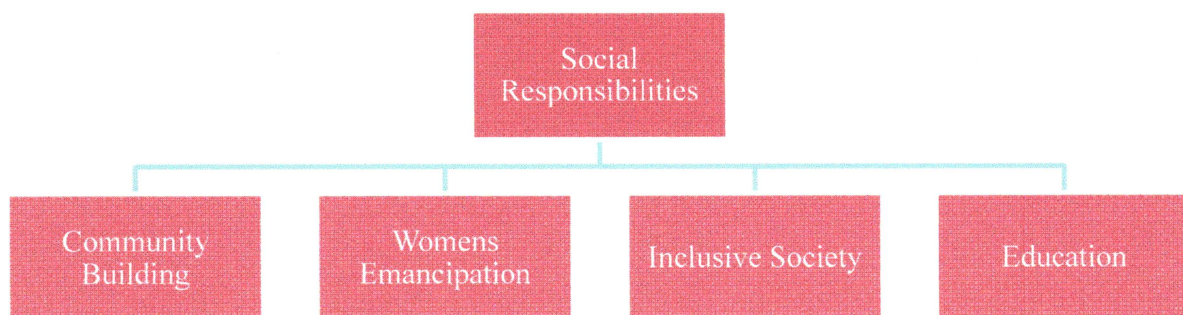 Social
Responsibilities
Community
Building
Womens
Emancipation
Inclusive Society
Education